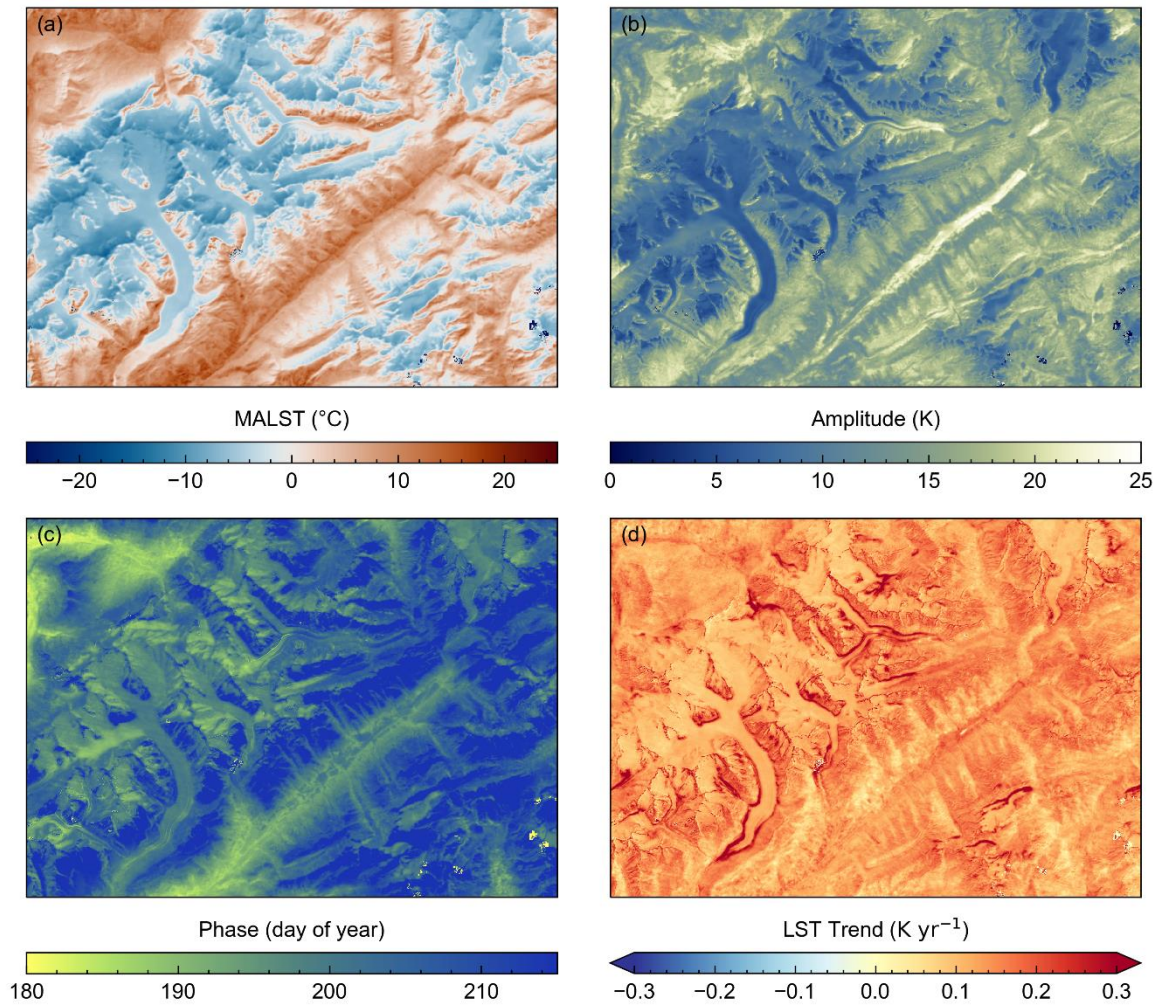 (a)
(b)
MALST (°C)
Amplitude (K)
−20 −10 0 10 20
0 5 10 15 20 25
(c)
(d)
Phase (day of year)
LST Trend (K yr⁻¹)
180 190 200 210
−0.3 −0.2 −0.1 0.0 0.1 0.2 0.3